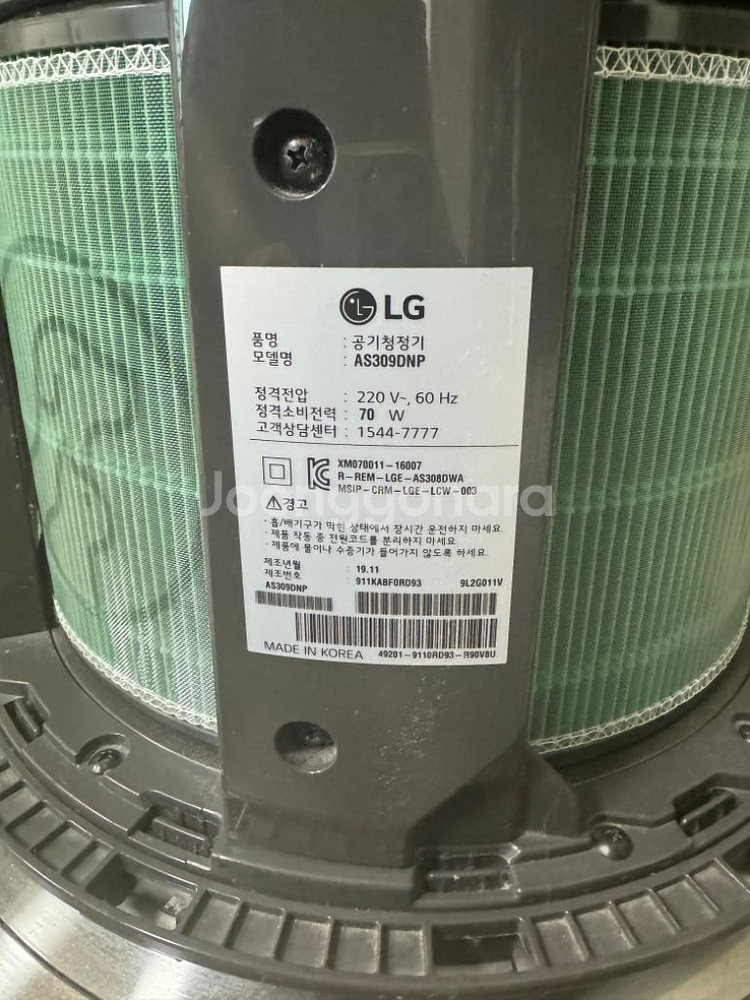 LG
품명 : 공기청정기
모델명 : AS309DNP
정격전압 : 220 V~, 60 Hz
정격소비전력 : 70 W
고객상담센터 : 1544-7777
XM070011-16007
R-REM-LGE-AS308DWA
MSIP-CRM-LGE-LCW-003
Joonggonara
경고
· 흡/배기구가 막힌 상태에서 장시간 운전하지 마세요.
· 제품 작동 중 전원코드를 분리하지 마세요.
· 제품에 물이나 수증기가 들어가지 않도록 하세요.
제조년월 : 19.11
제조번호 : 911KABF0RD93 9L2G011V
AS309DNP
MADE IN KOREA 49201-9110RD93-R90V8U